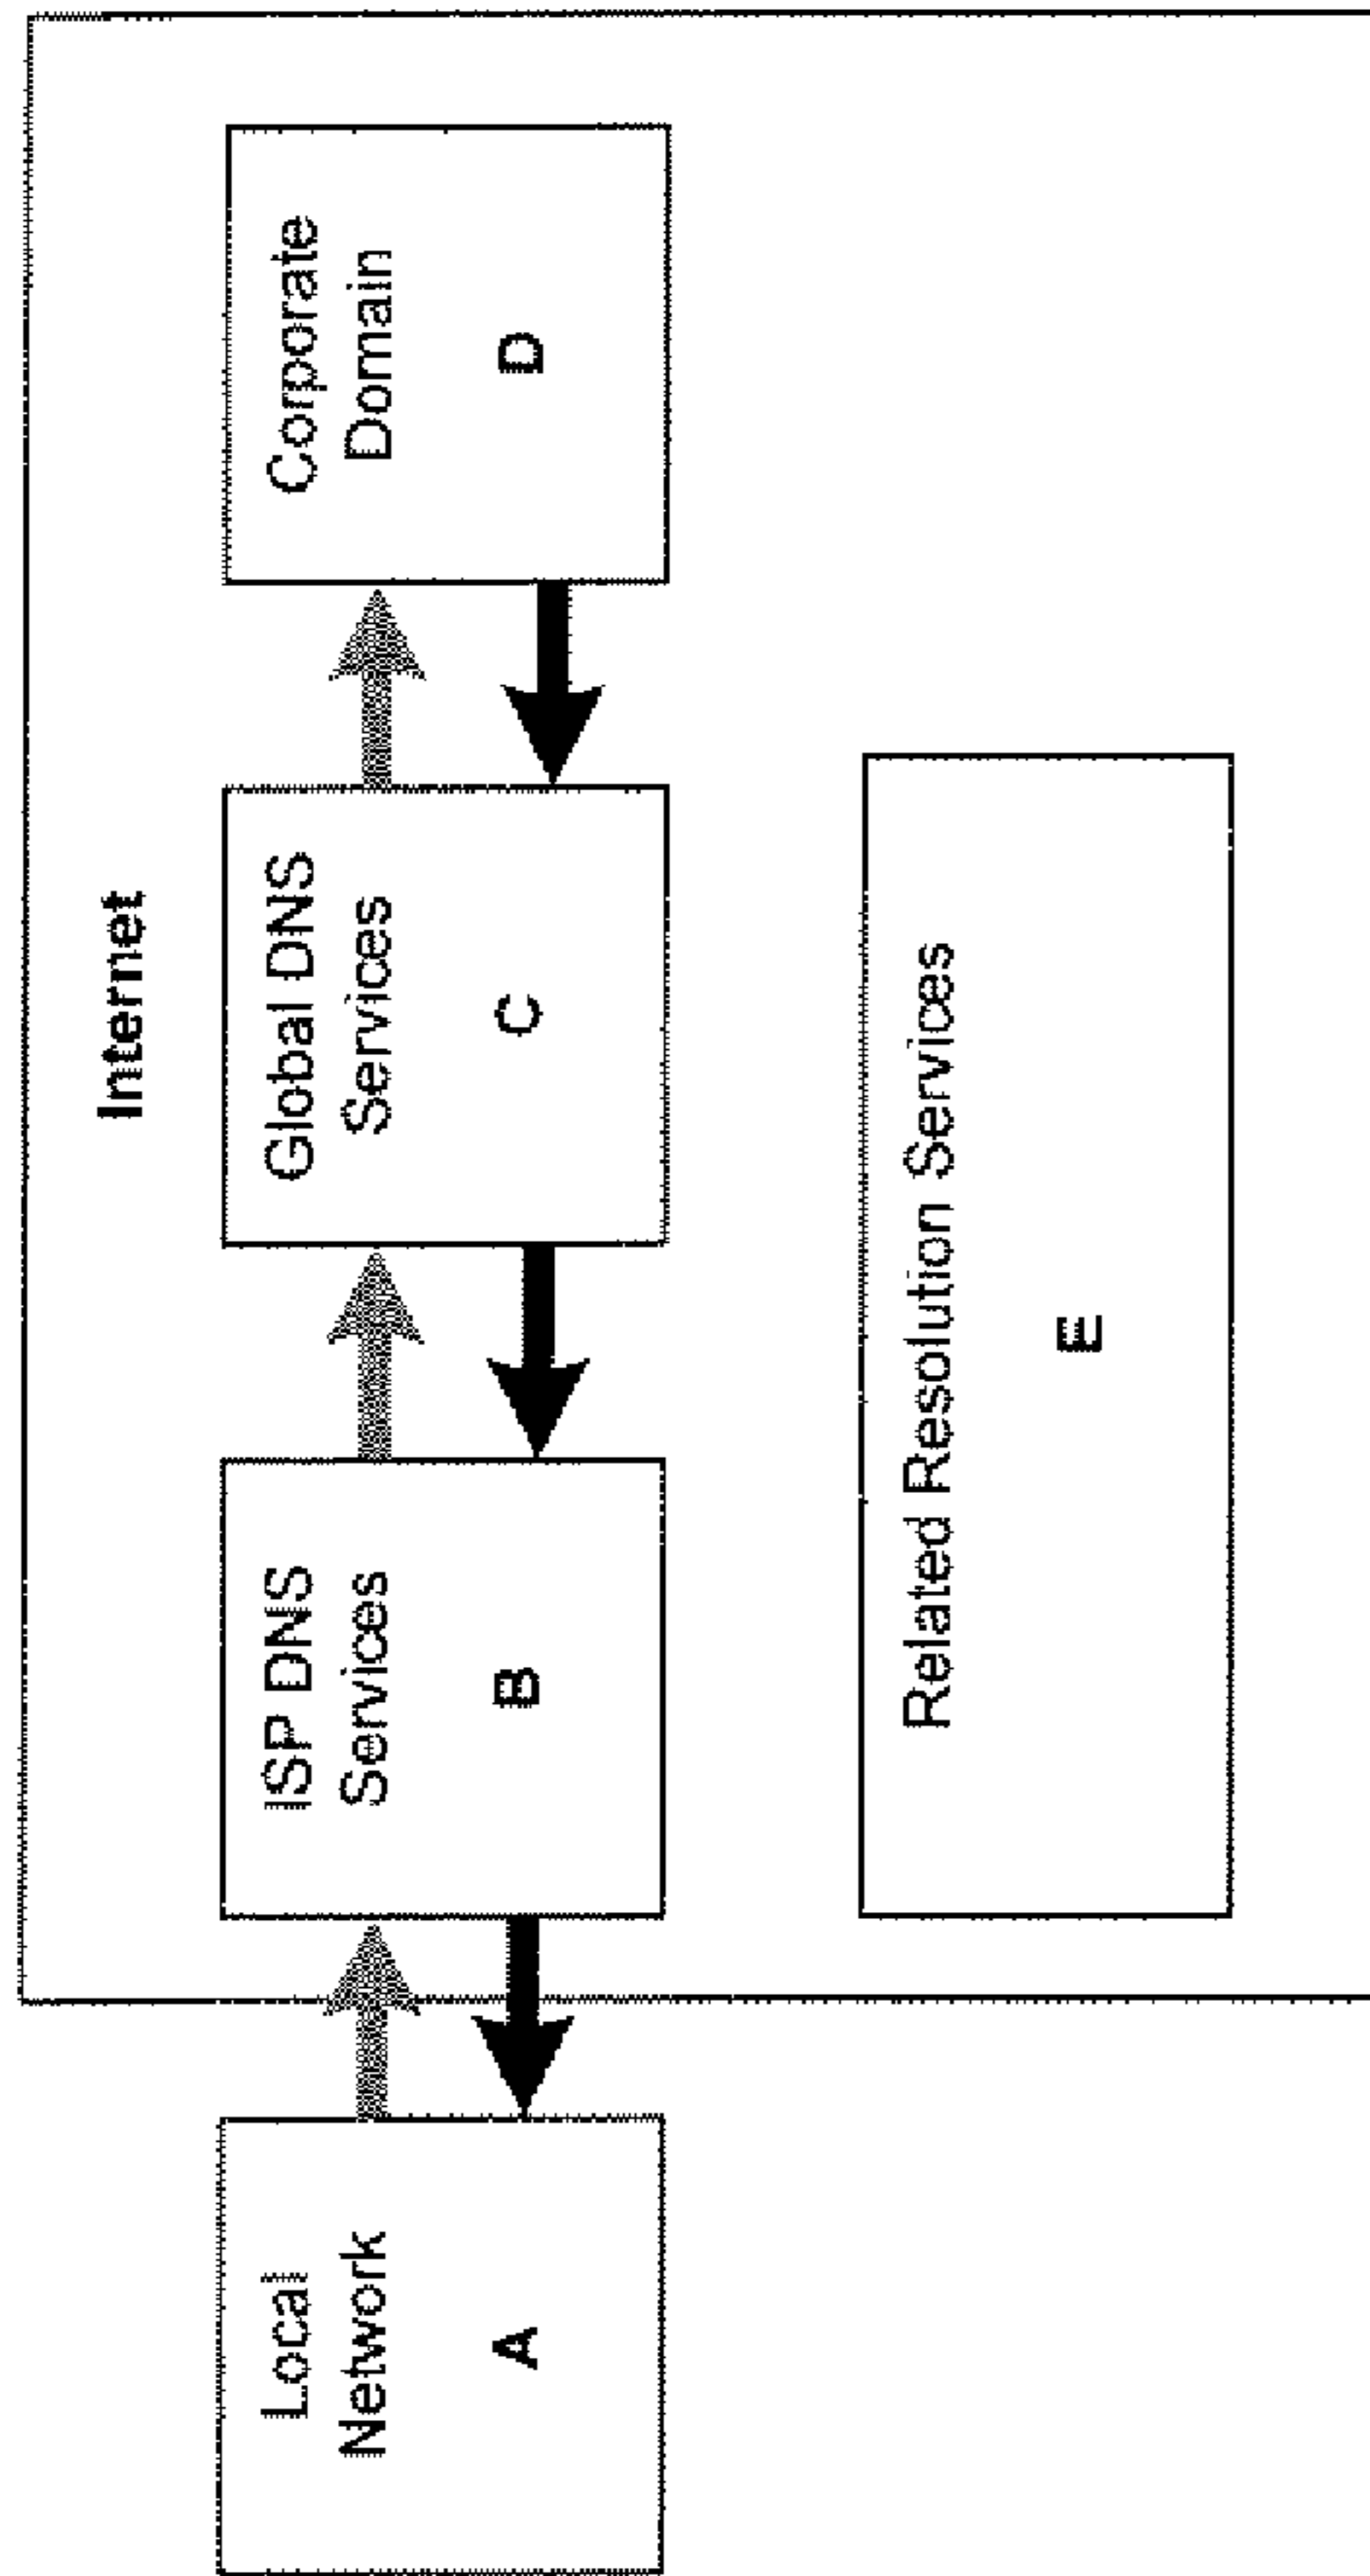 Internet
Local
Network
A
ISP DNS
Services
B
Global DNS
Services
C
Corporate
Domain
D
Related Resolution Services
E